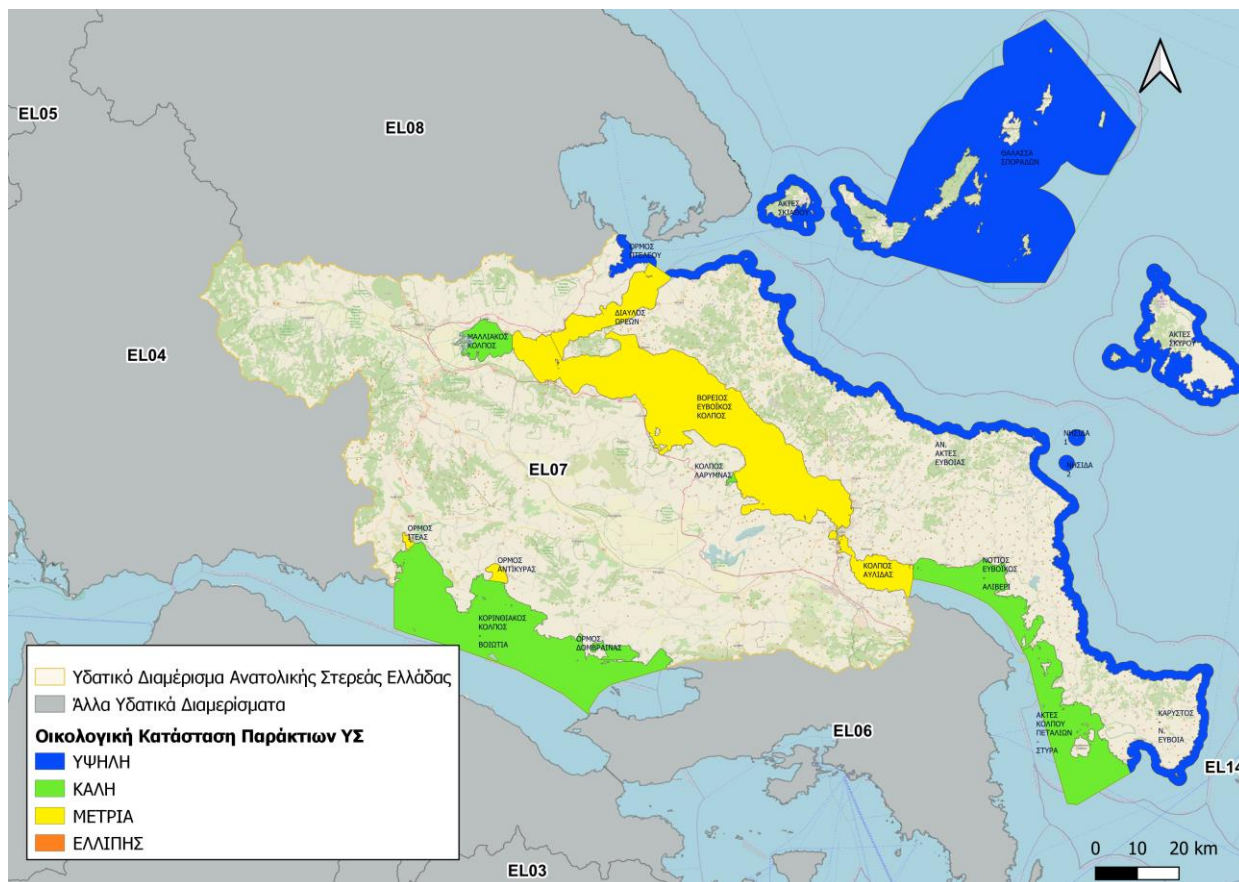 EL05
EL08
ΘΑΛΑΣΣΑ
ΣΠΟΡΑΔΩΝ
ΑΚΤΕΣ
ΣΚΙΑΘΟΥ
ΟΡΜΟΣ
ΠΤΕΛΕΟΥ
ΔΙΑΥΛΟΣ
ΩΡΕΩΝ
ΜΑΛΛΙΑΚΟΣ
ΚΟΛΠΟΣ
ΑΚΤΕΣ
ΣΚΥΡΟΥ
EL04
ΒΟΡΕΙΟΣ
ΕΥΒΟΪΚΟΣ
ΚΟΛΠΟΣ
ΝΗΣΙΔΑ
1
ΑΝ.
ΑΚΤΕΣ
ΕΥΒΟΙΑΣ
ΝΗΣΙΔΑ
2
EL07
ΚΟΛΠΟΣ
ΛΑΡΥΜΝΑΣ
ΟΡΜΟΣ
ΙΤΕΑΣ
ΟΡΜΟΣ
ΑΝΤΙΚΥΡΑΣ
ΚΟΛΠΟΣ
ΑΥΛΙΔΑΣ
ΝΟΤΙΟΣ
ΕΥΒΟΪΚΟΣ
-
ΑΛΙΒΕΡΙ
ΚΟΡΙΝΘΙΑΚΟΣ
ΚΟΛΠΟΣ
-
ΒΟΙΩΤΙΑ
ΟΡΜΟΣ
ΔΟΜΒΡΑΙΝΑΣ
ΑΚΤΕΣ
ΚΟΛΠΟΥ
ΠΕΤΑΛΙΩΝ
-
ΣΤΥΡΑ
ΚΑΡΥΣΤΟΣ
-
Ν.
ΕΥΒΟΙΑ
EL06
EL14
EL03
Υδατικό Διαμέρισμα Ανατολικής Στερεάς Ελλάδας
Άλλα Υδατικά Διαμερίσματα
Οικολογική Κατάσταση Παράκτιων ΥΣ
ΥΨΗΛΗ
ΚΑΛΗ
ΜΕΤΡΙΑ
ΕΛΛΙΠΗΣ
0 10 20 km